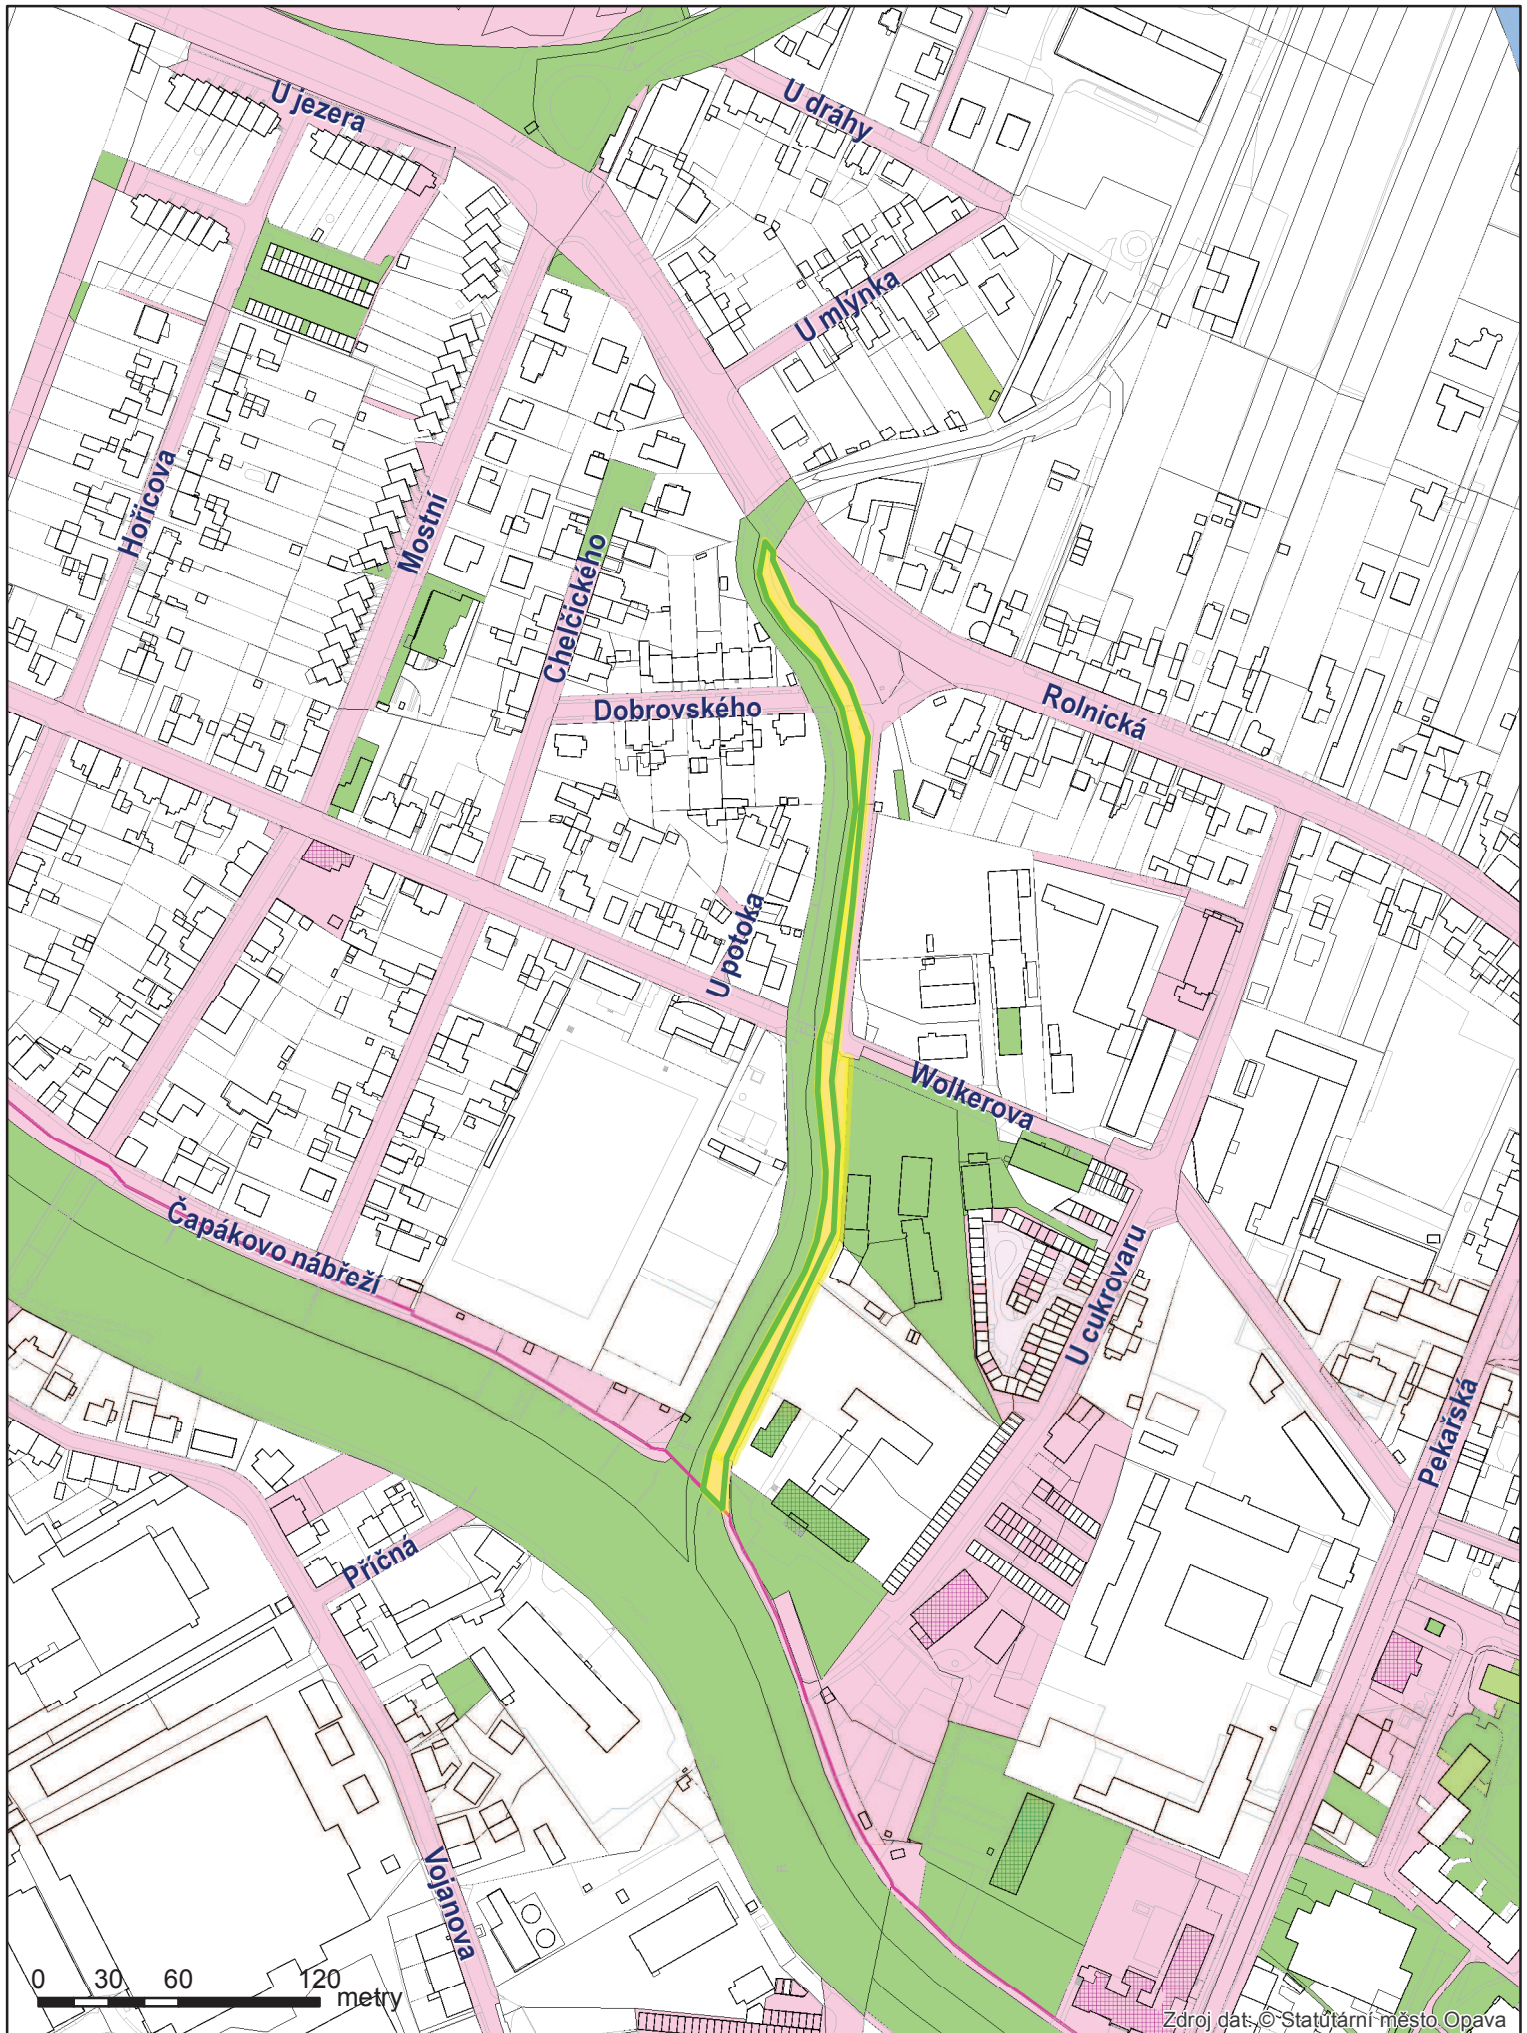 U jezera
U dráhy
U mlýnka
Hořicova
Mostní
Chelčického
Dobrovského
Rolnická
U potoka
Wolkerova
Čapákovo nábřeží
U cukrovaru
Pekařská
Příčná
Vojanova
0 30 60 120
metry
Zdroj dat: © Statutární město Opava